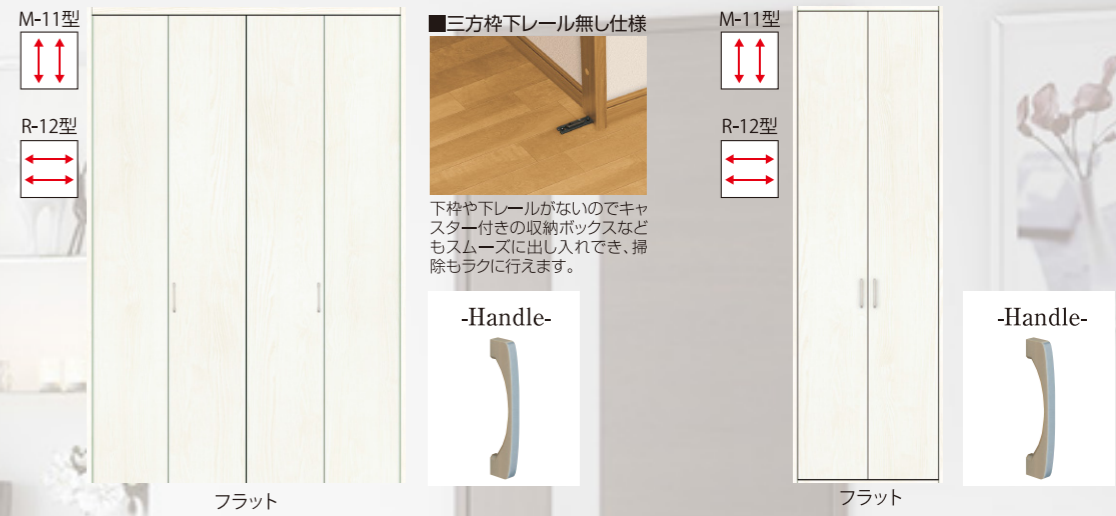 M-11型
R-12型
フラット
■三方枠下レール無し仕様
下枠や下レールがないのでキャ
スター付きの収納ボックスなど
もスムーズに出し入れでき、掃
除もラクに行えます。
-Handle-
M-11型
R-12型
フラット
-Handle-